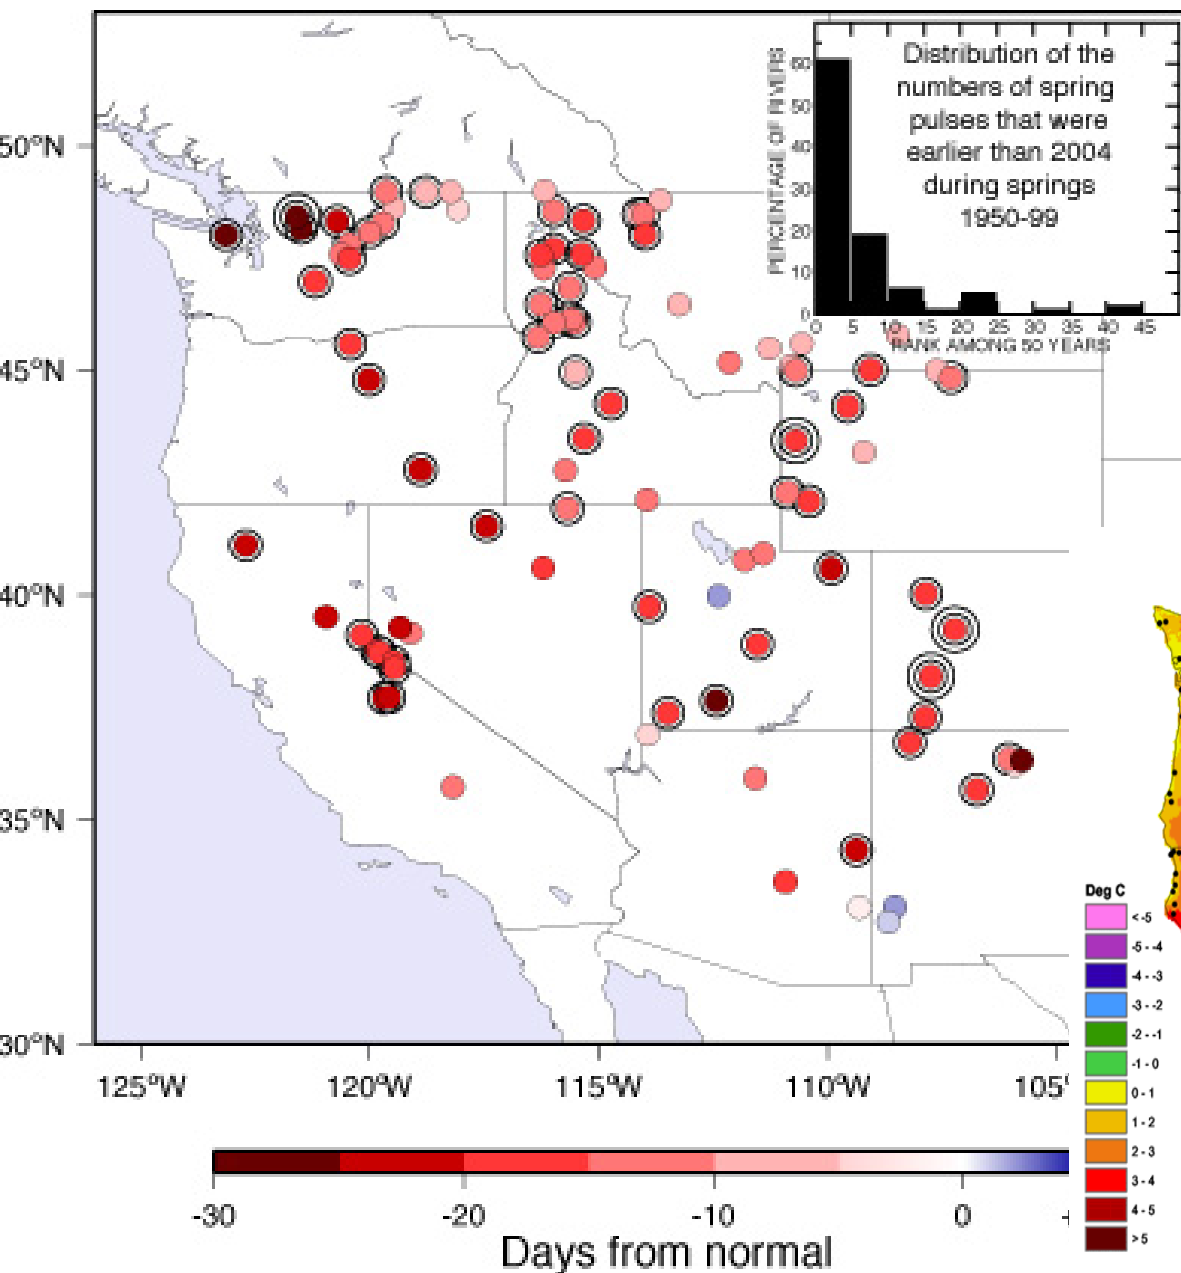 Distribution of the
numbers of spring
pulses that were
earlier than 2004
during springs
1950-99
PERCENTAGE OF RIVERS
60
50
40
30
20
10
0
0 5 10 15 20 25 30 35 40 45
RANK AMONG 50 YEARS
50°N
45°N
40°N
35°N
30°N
125°W 120°W 115°W 110°W 105°
-30 -20 -10 0
Days from normal
Deg C
< -5
-5 - -4
-4 - -3
-3 - -2
-2 - -1
-1 - 0
0 - 1
1 - 2
2 - 3
3 - 4
4 - 5
> 5